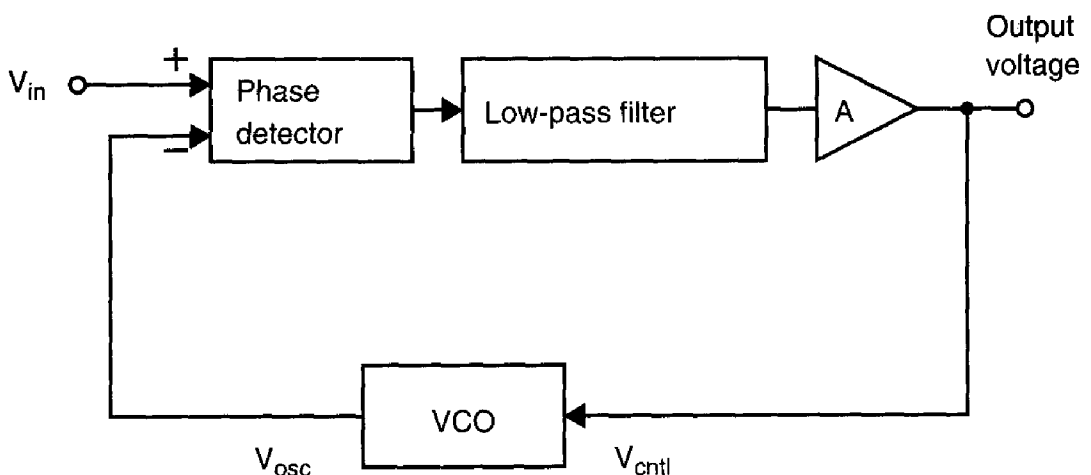 Output
voltage
V_in
+
−
Phase
detector
Low-pass filter
A
VCO
V_osc
V_cntl